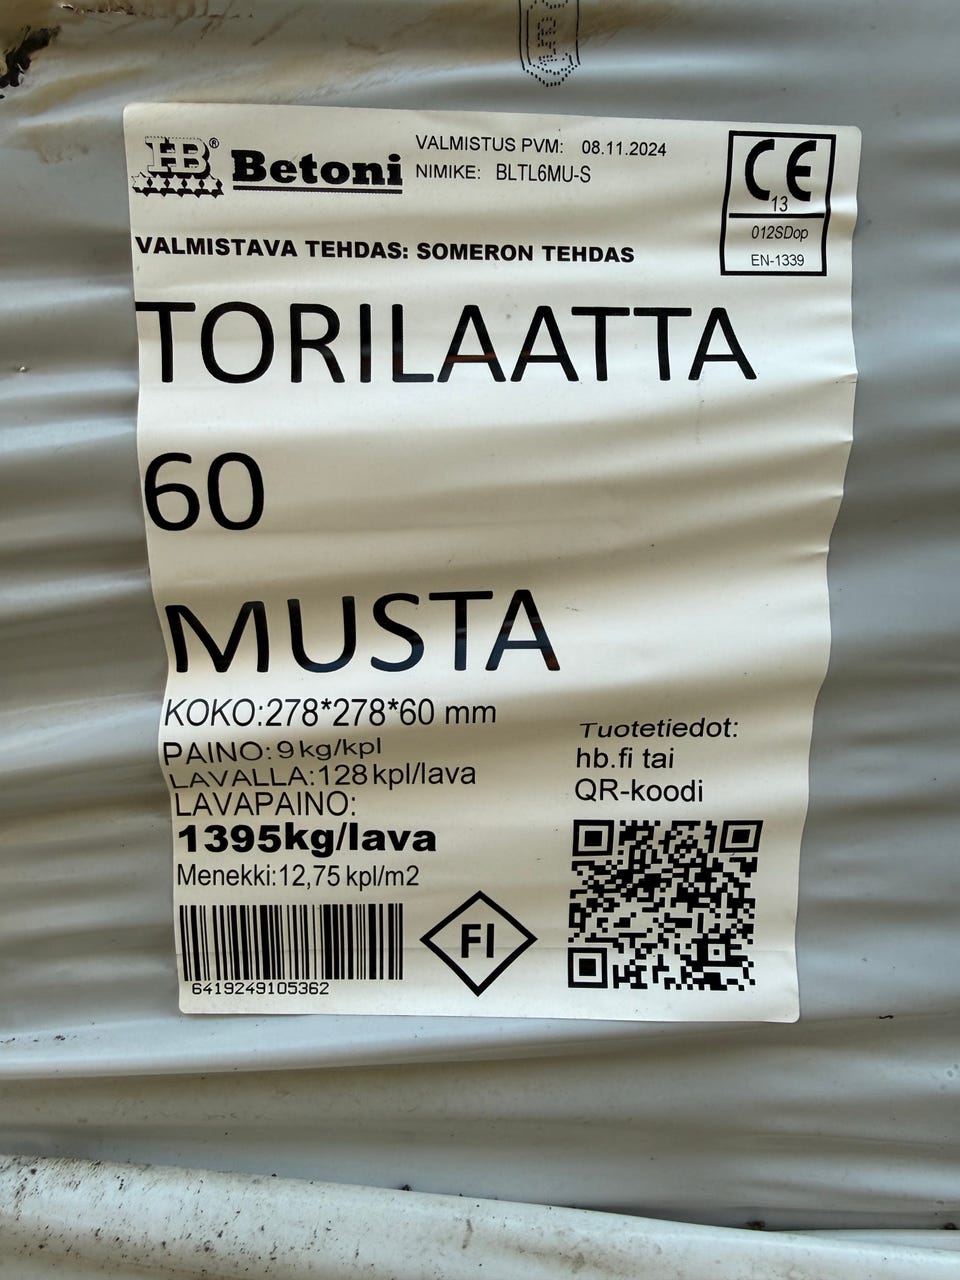 HB® Betoni
VALMISTUS PVM: 08.11.2024
NIMIKE: BLTL6MU-S
CE
13
012SDop
EN-1339
VALMISTAVA TEHDAS: SOMERON TEHDAS
TORILAATTA
60
MUSTA
KOKO:278*278*60 mm
PAINO:9kg/kpl
LAVALLA:128kpl/lava
LAVAPAINO:
1395kg/lava
Menekki:12,75 kpl/m2
Tuotetiedot:
hb.fi tai
QR-koodi
6419249105362
FI